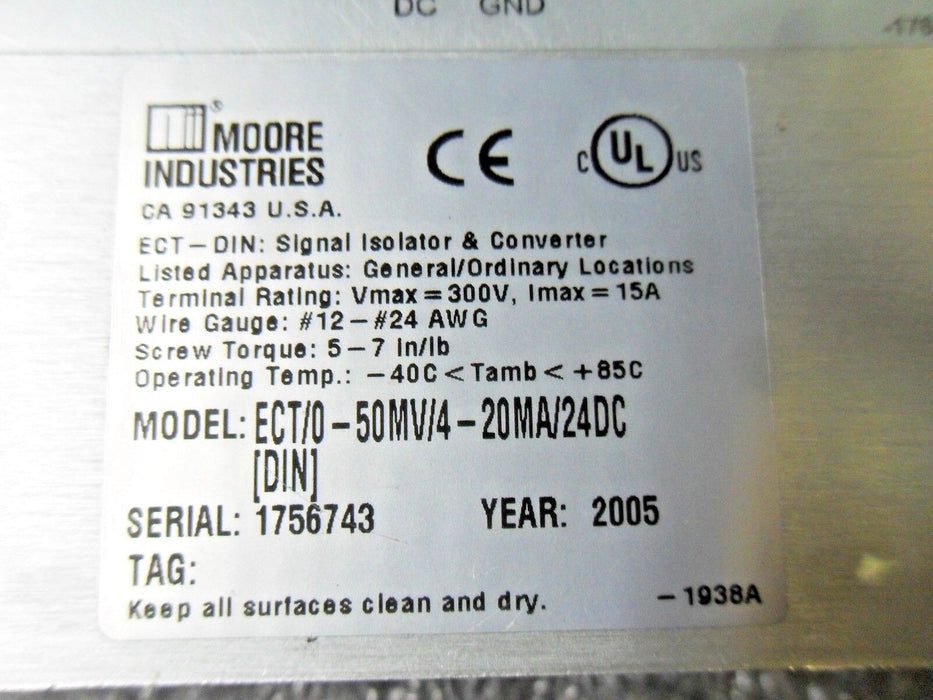 DC GND
MOORE
INDUSTRIES
CA 91343 U.S.A.
CE
C UL US
ECT-DIN: Signal Isolator & Converter
Listed Apparatus: General/Ordinary Locations
Terminal Rating: Vmax = 300V, Imax = 15A
Wire Gauge: #12 - #24 AWG
Screw Torque: 5 - 7 in/lb
Operating Temp.: -40C < Tamb < +85C
MODEL: ECT/0-50MV/4-20MA/24DC
[DIN]
SERIAL: 1756743 YEAR: 2005
TAG:
Keep all surfaces clean and dry. -1938A